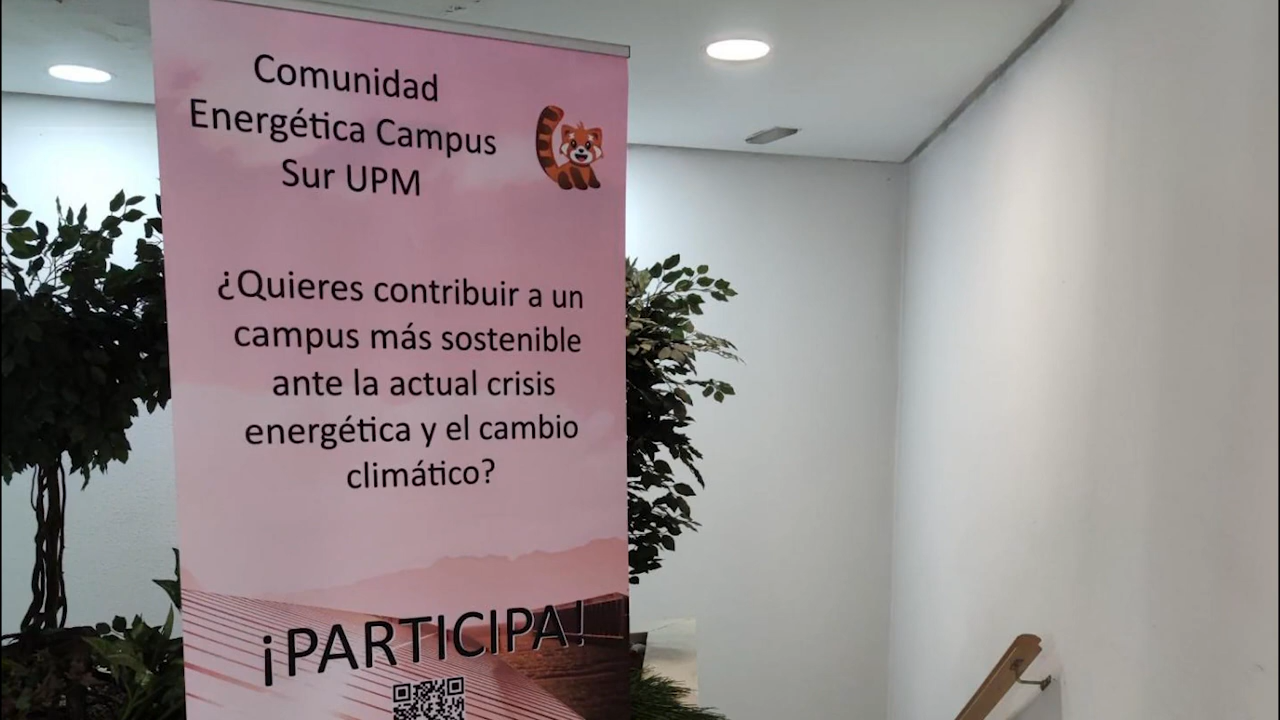 Comunidad
Energética Campus
Sur UPM
¿Quieres contribuir a un
campus más sostenible
ante la actual crisis
energética y el cambio
climático?
¡PARTICIPA!